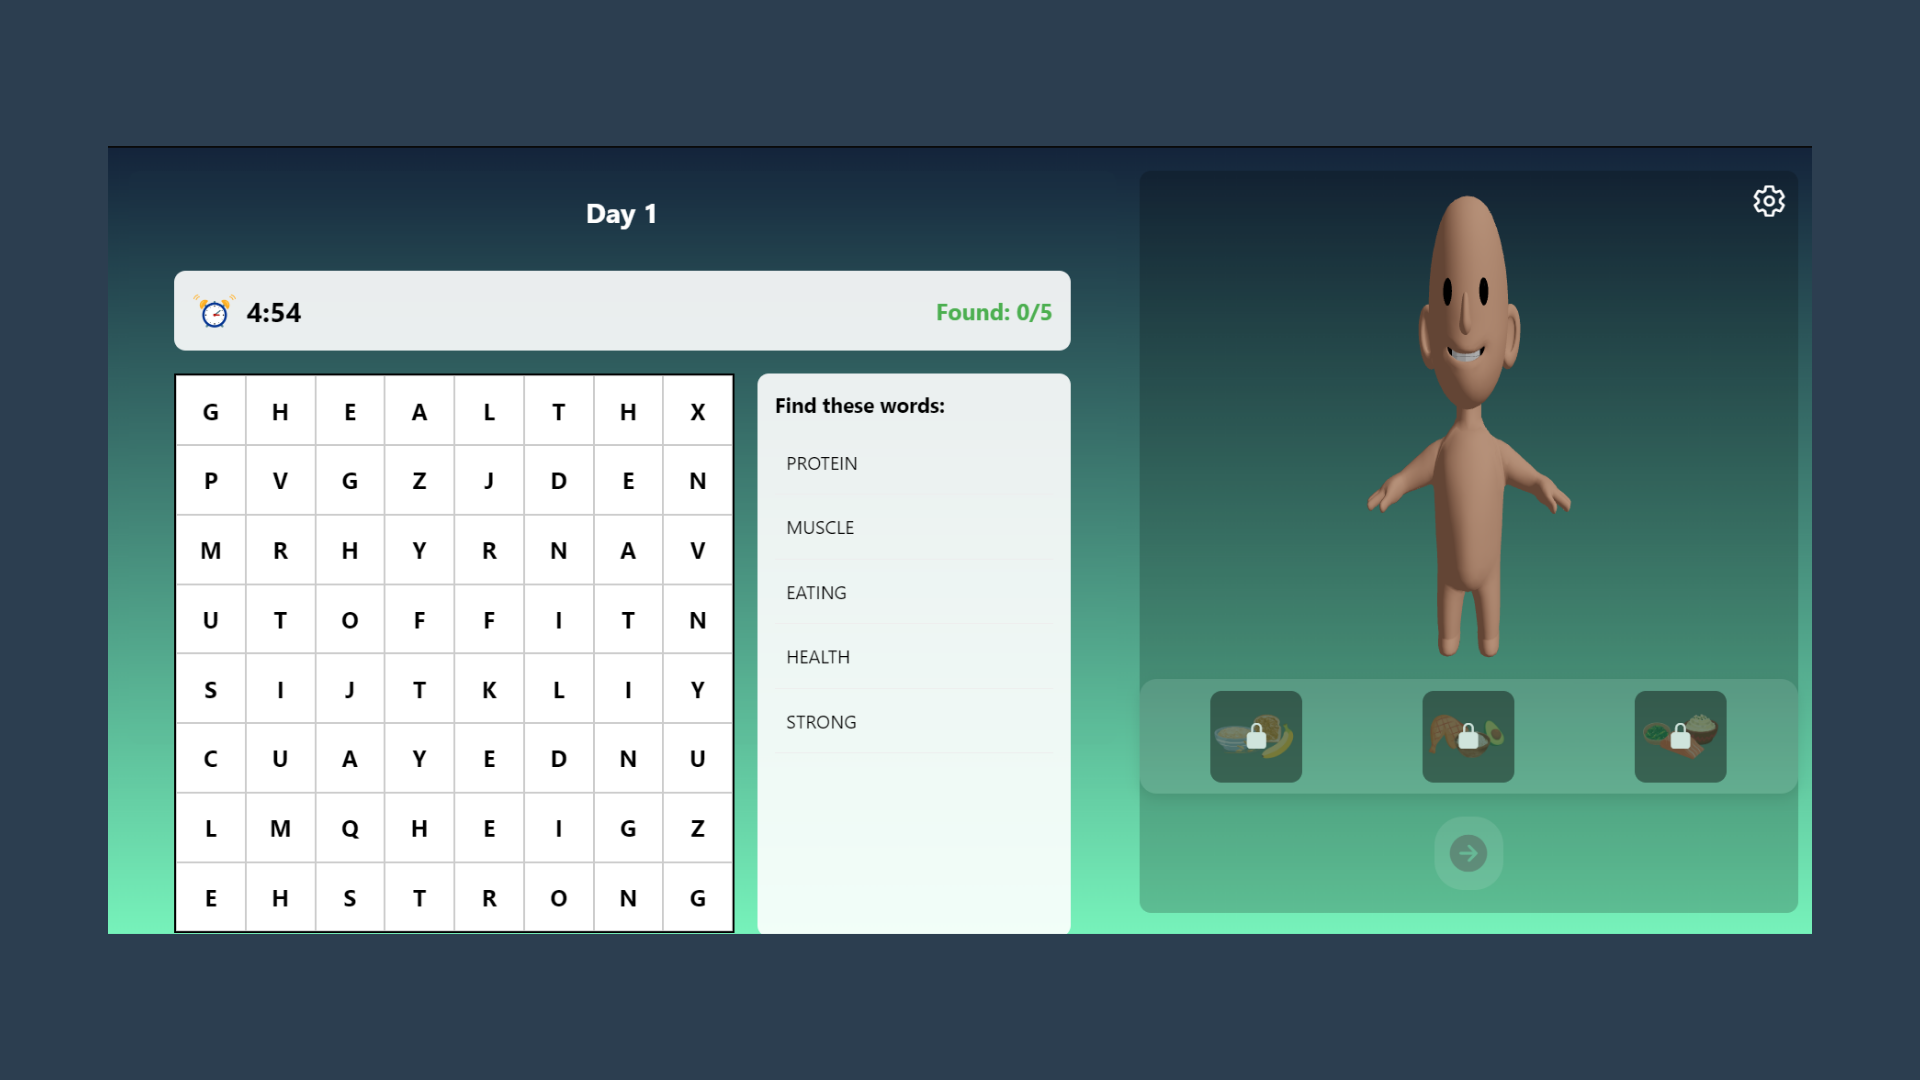 Day 1
4:54
Found: 0/5
G H E A L T H X
P V G Z J D E N
M R H Y R N A V
U T O F F I T N
S I J T K L I Y
C U A Y E D N U
L M Q H E I G Z
E H S T R O N G
Find these words:
PROTEIN
MUSCLE
EATING
HEALTH
STRONG